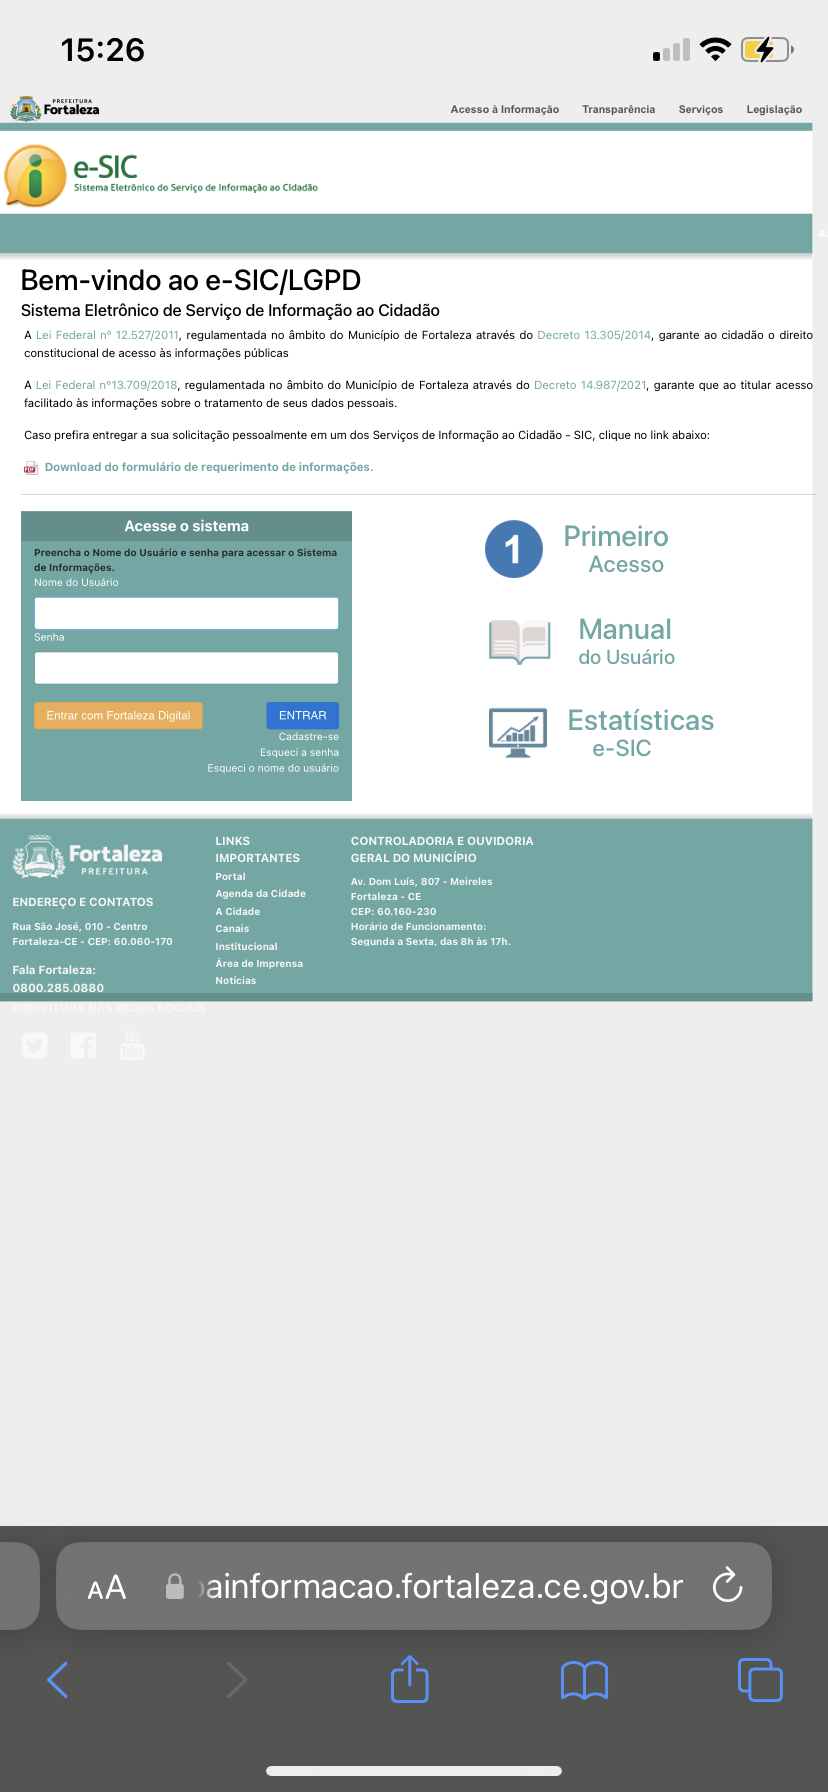 15:26
PREFEITURA
Fortaleza
Acesso à Informação Transparência Serviços Legislação
e-SIC
Sistema Eletrônico do Serviço de Informação ao Cidadão
Bem-vindo ao e-SIC/LGPD
Sistema Eletrônico de Serviço de Informação ao Cidadão
A Lei Federal nº 12.527/2011, regulamentada no âmbito do Município de Fortaleza através do Decreto 13.305/2014, garante ao cidadão o direito
constitucional de acesso às informações públicas
A Lei Federal nº13.709/2018, regulamentada no âmbito do Município de Fortaleza através do Decreto 14.987/2021, garante que ao titular acesso
facilitado às informações sobre o tratamento de seus dados pessoais.
Caso prefira entregar a sua solicitação pessoalmente em um dos Serviços de Informação ao Cidadão - SIC, clique no link abaixo:
PDF Download do formulário de requerimento de informações.
Acesse o sistema
Preencha o Nome do Usuário e senha para acessar o Sistema
de Informações.
Nome do Usuário
Senha
Entrar com Fortaleza Digital ENTRAR
Cadastre-se
Esqueci a senha
Esqueci o nome do usuário
1 Primeiro
Acesso
Manual
do Usuário
Estatísticas
e-SIC
Fortaleza
PREFEITURA
ENDEREÇO E CONTATOS
Rua São José, 010 - Centro
Fortaleza-CE - CEP: 60.060-170
Fala Fortaleza:
0800.285.0880
PREFEITURA NAS REDES SOCIAIS
You
Tube
LINKS
IMPORTANTES
Portal
Agenda da Cidade
A Cidade
Canais
Institucional
Área de Imprensa
Notícias
CONTROLADORIA E OUVIDORIA
GERAL DO MUNICÍPIO
Av. Dom Luís, 807 - Meireles
Fortaleza - CE
CEP: 60.160-230
Horário de Funcionamento:
Segunda a Sexta, das 8h às 17h.
AA ainformacao.fortaleza.ce.gov.br